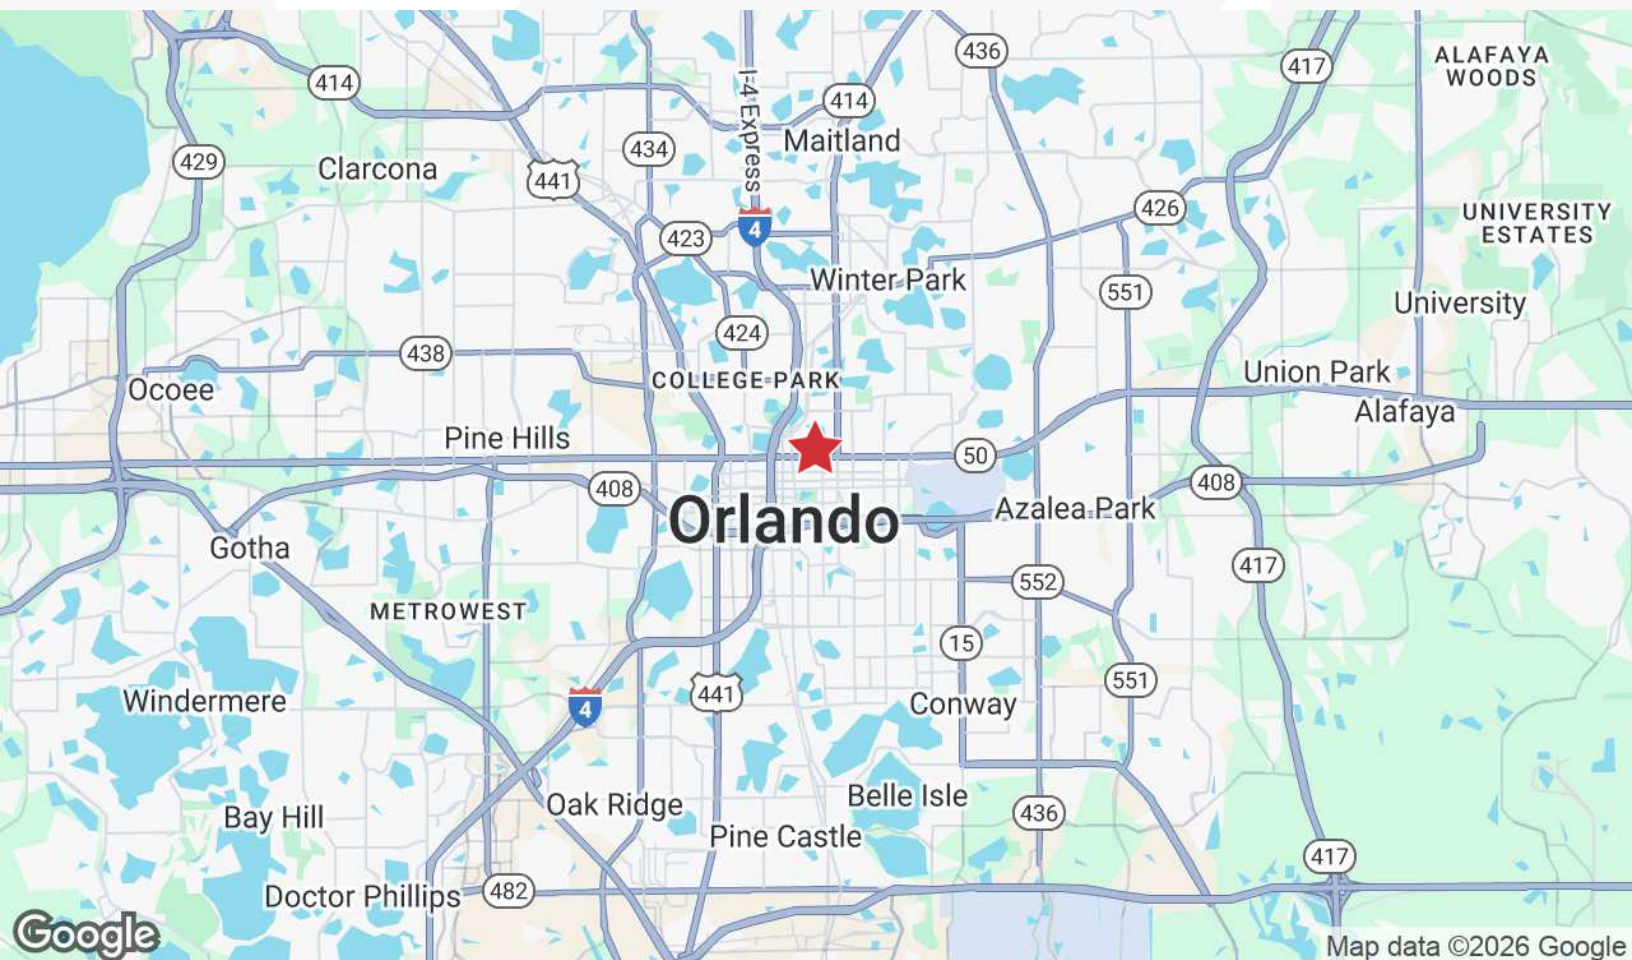 436
417
ALAFAYA
WOODS
414
I-4 Express
414
Maitland
434
429
Clarcona
441
426
UNIVERSITY
ESTATES
423
4
Winter Park
551
University
424
438
COLLEGE PARK
Union Park
Ocoee
Alafaya
Pine Hills
50
408
408
Orlando
Azalea Park
Gotha
417
552
METROWEST
15
551
441
Windermere
4
Conway
Belle Isle
Oak Ridge
436
Bay Hill
Pine Castle
417
Doctor Phillips
482
Google
Map data ©2026 Google